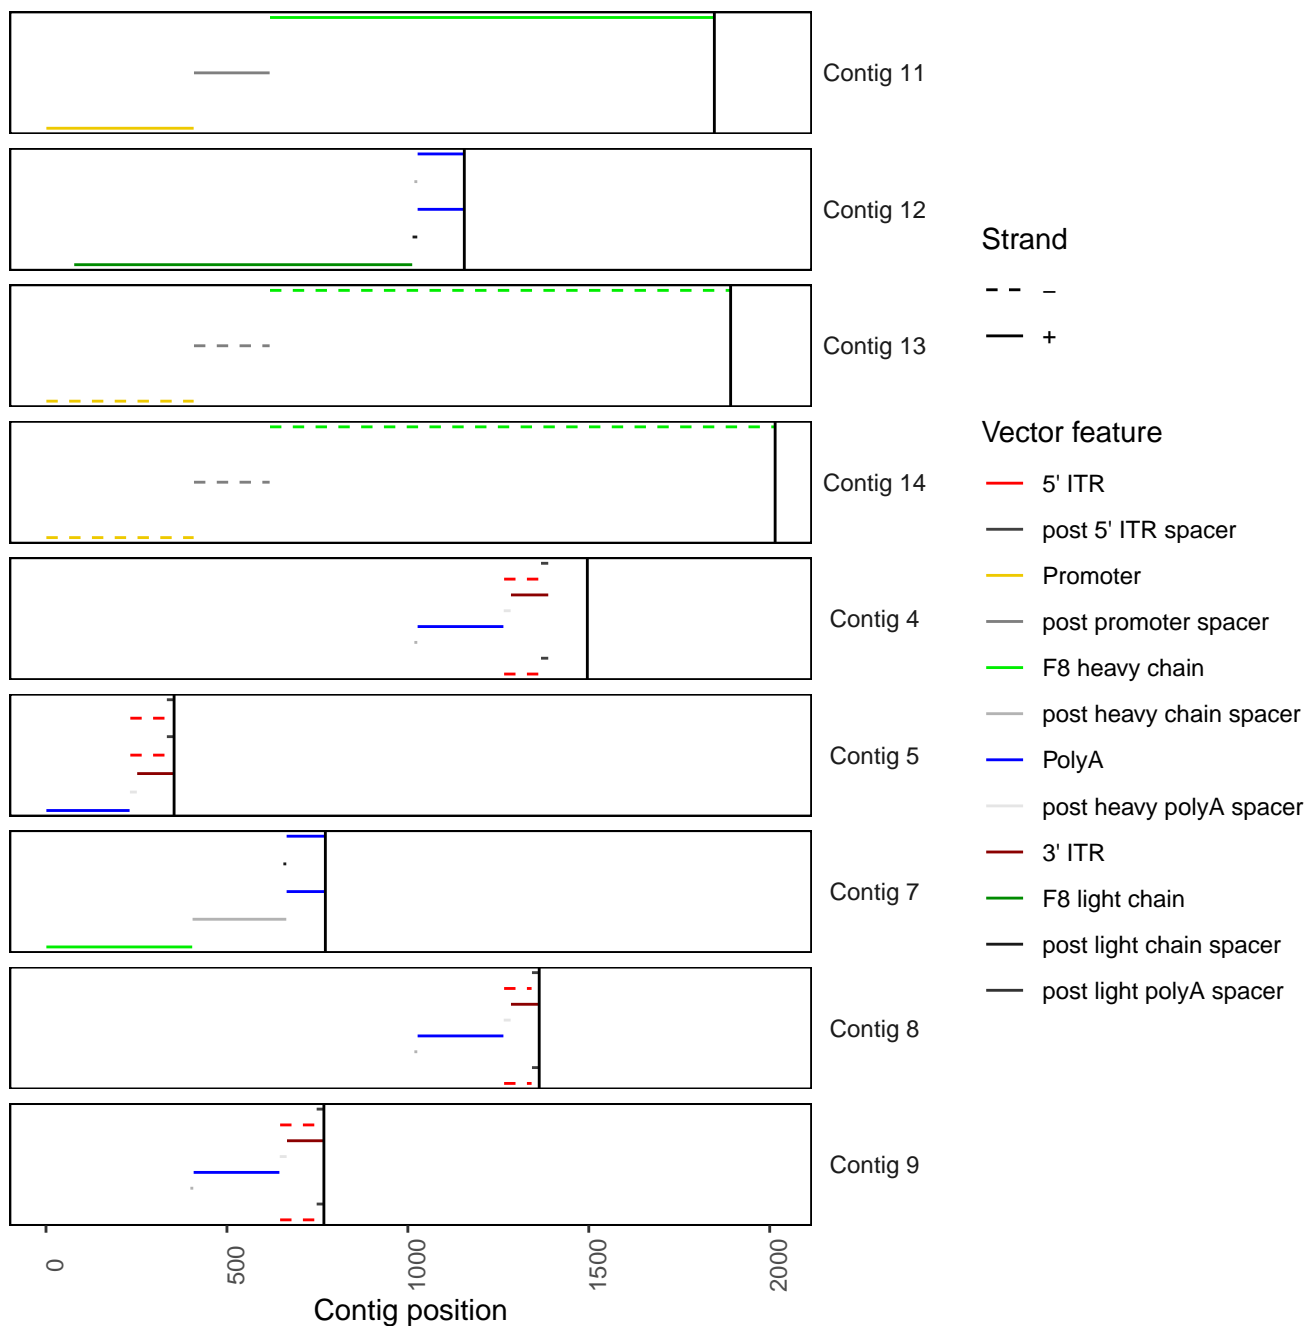 Contig 11
Contig 12
Contig 13
Contig 14
Contig 4
Contig 5
Contig 7
Contig 8
Contig 9
0
500
1000
1500
2000
Contig position
Strand
–
+
Vector feature
5' ITR
post 5' ITR spacer
Promoter
post promoter spacer
F8 heavy chain
post heavy chain spacer
PolyA
post heavy polyA spacer
3' ITR
F8 light chain
post light chain spacer
post light polyA spacer